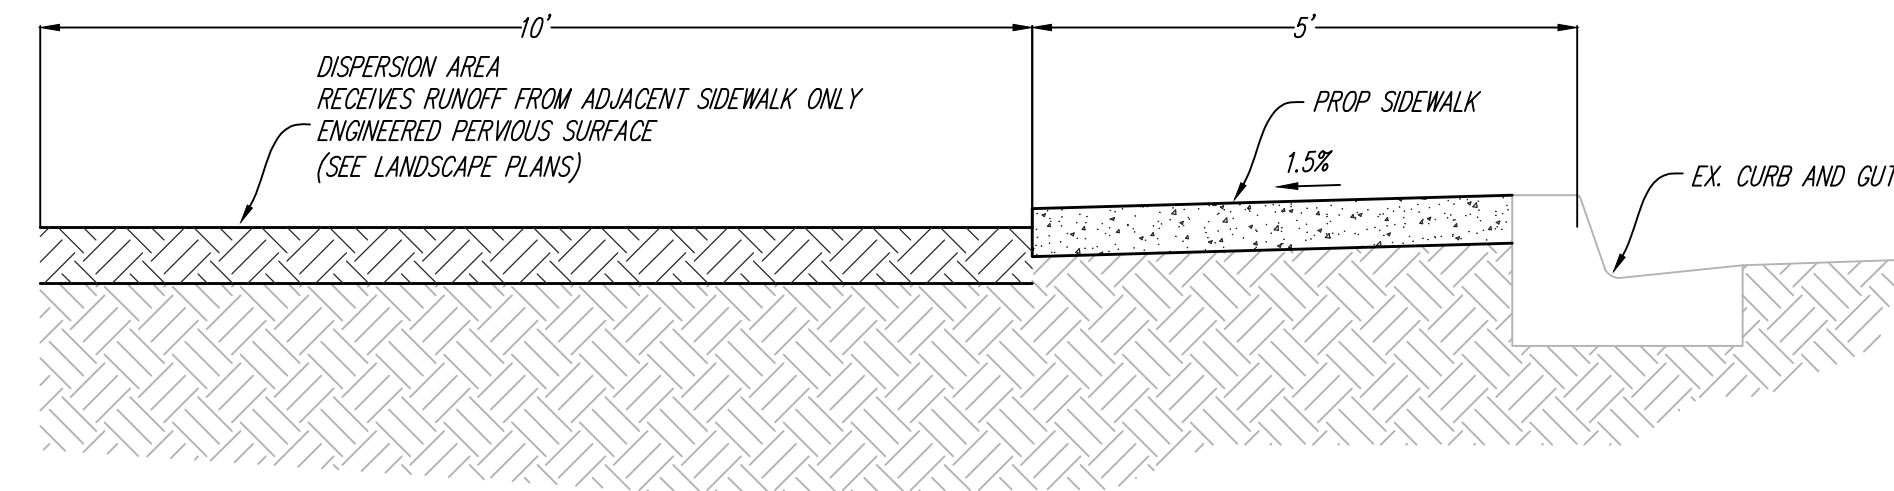 10'
5'
DISPERSION AREA
RECEIVES RUNOFF FROM ADJACENT SIDEWALK ONLY
ENGINEERED PERVIOUS SURFACE
(SEE LANDSCAPE PLANS)
PROP SIDEWALK
1.5%
EX. CURB AND GUT